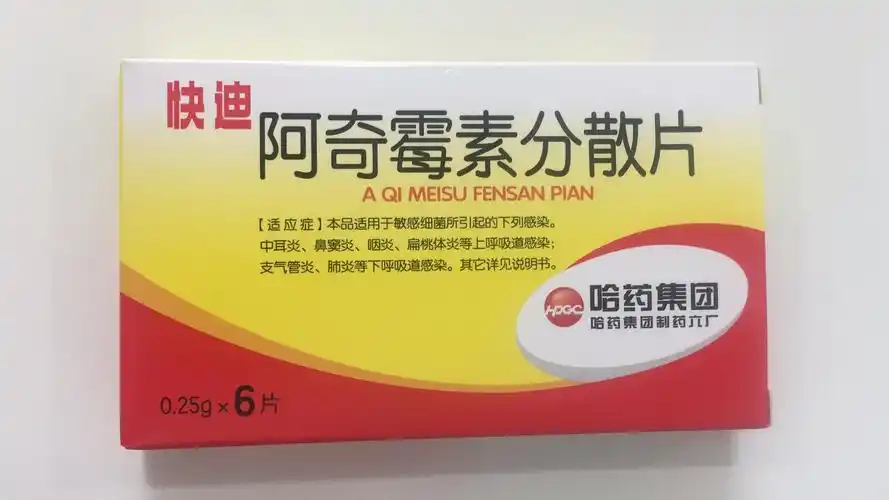 快迪
阿奇霉素分散片
A QI MEISU FENSAN PIAN
【适应症】本品适用于敏感细菌所引起的下列感染。
中耳炎、鼻窦炎、咽炎、扁桃体炎等上呼吸道感染；
支气管炎、肺炎等下呼吸道感染。其它详见说明书。
HPGC
哈药集团
哈药集团制药六厂
0.25g×6片